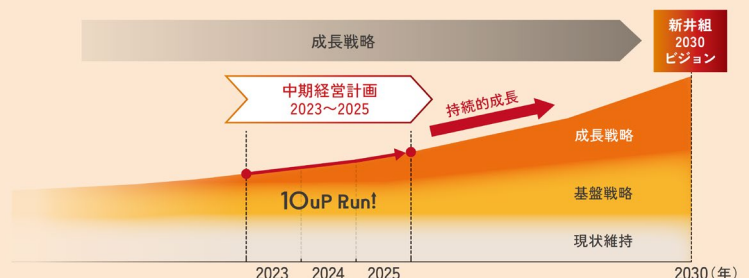 成長戦略
新井組
2030
ビジョン
中期経営計画
2023～2025
持続的成長
成長戦略
10uP Run!
基盤戦略
現状維持
2023 2024 2025 2030(年)